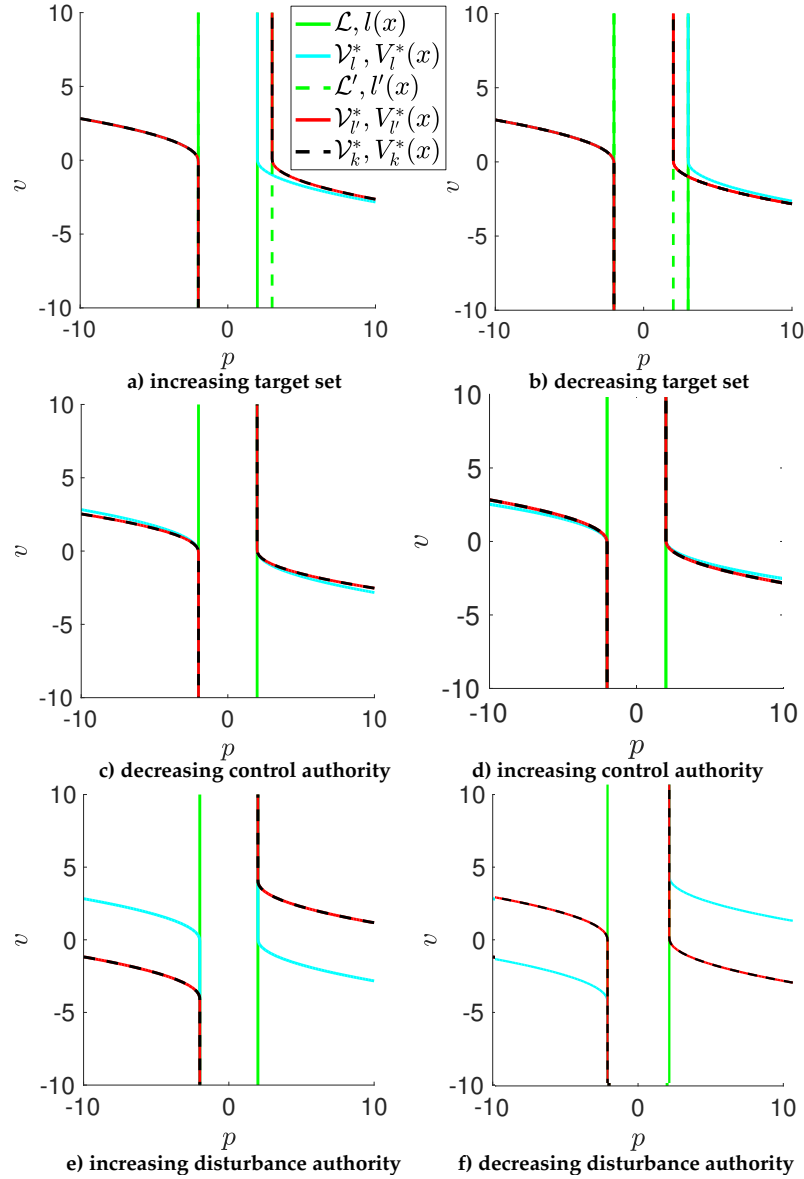 10
5
0
-5
-10
v
-10
0
10
p
a) increasing target set
ℒ, l(x)
𝒱*_l, V*_l(x)
ℒ', l'(x)
𝒱*_{l'}, V*_{l'}(x)
𝒱*_k, V*_k(x)
10
5
0
-5
-10
v
-10
0
10
p
b) decreasing target set
10
5
0
-5
-10
v
-10
0
10
p
c) decreasing control authority
10
5
0
-5
-10
v
-10
0
10
p
d) increasing control authority
10
5
0
-5
-10
v
-10
0
10
p
e) increasing disturbance authority
10
5
0
-5
-10
v
-10
0
10
p
f) decreasing disturbance authority